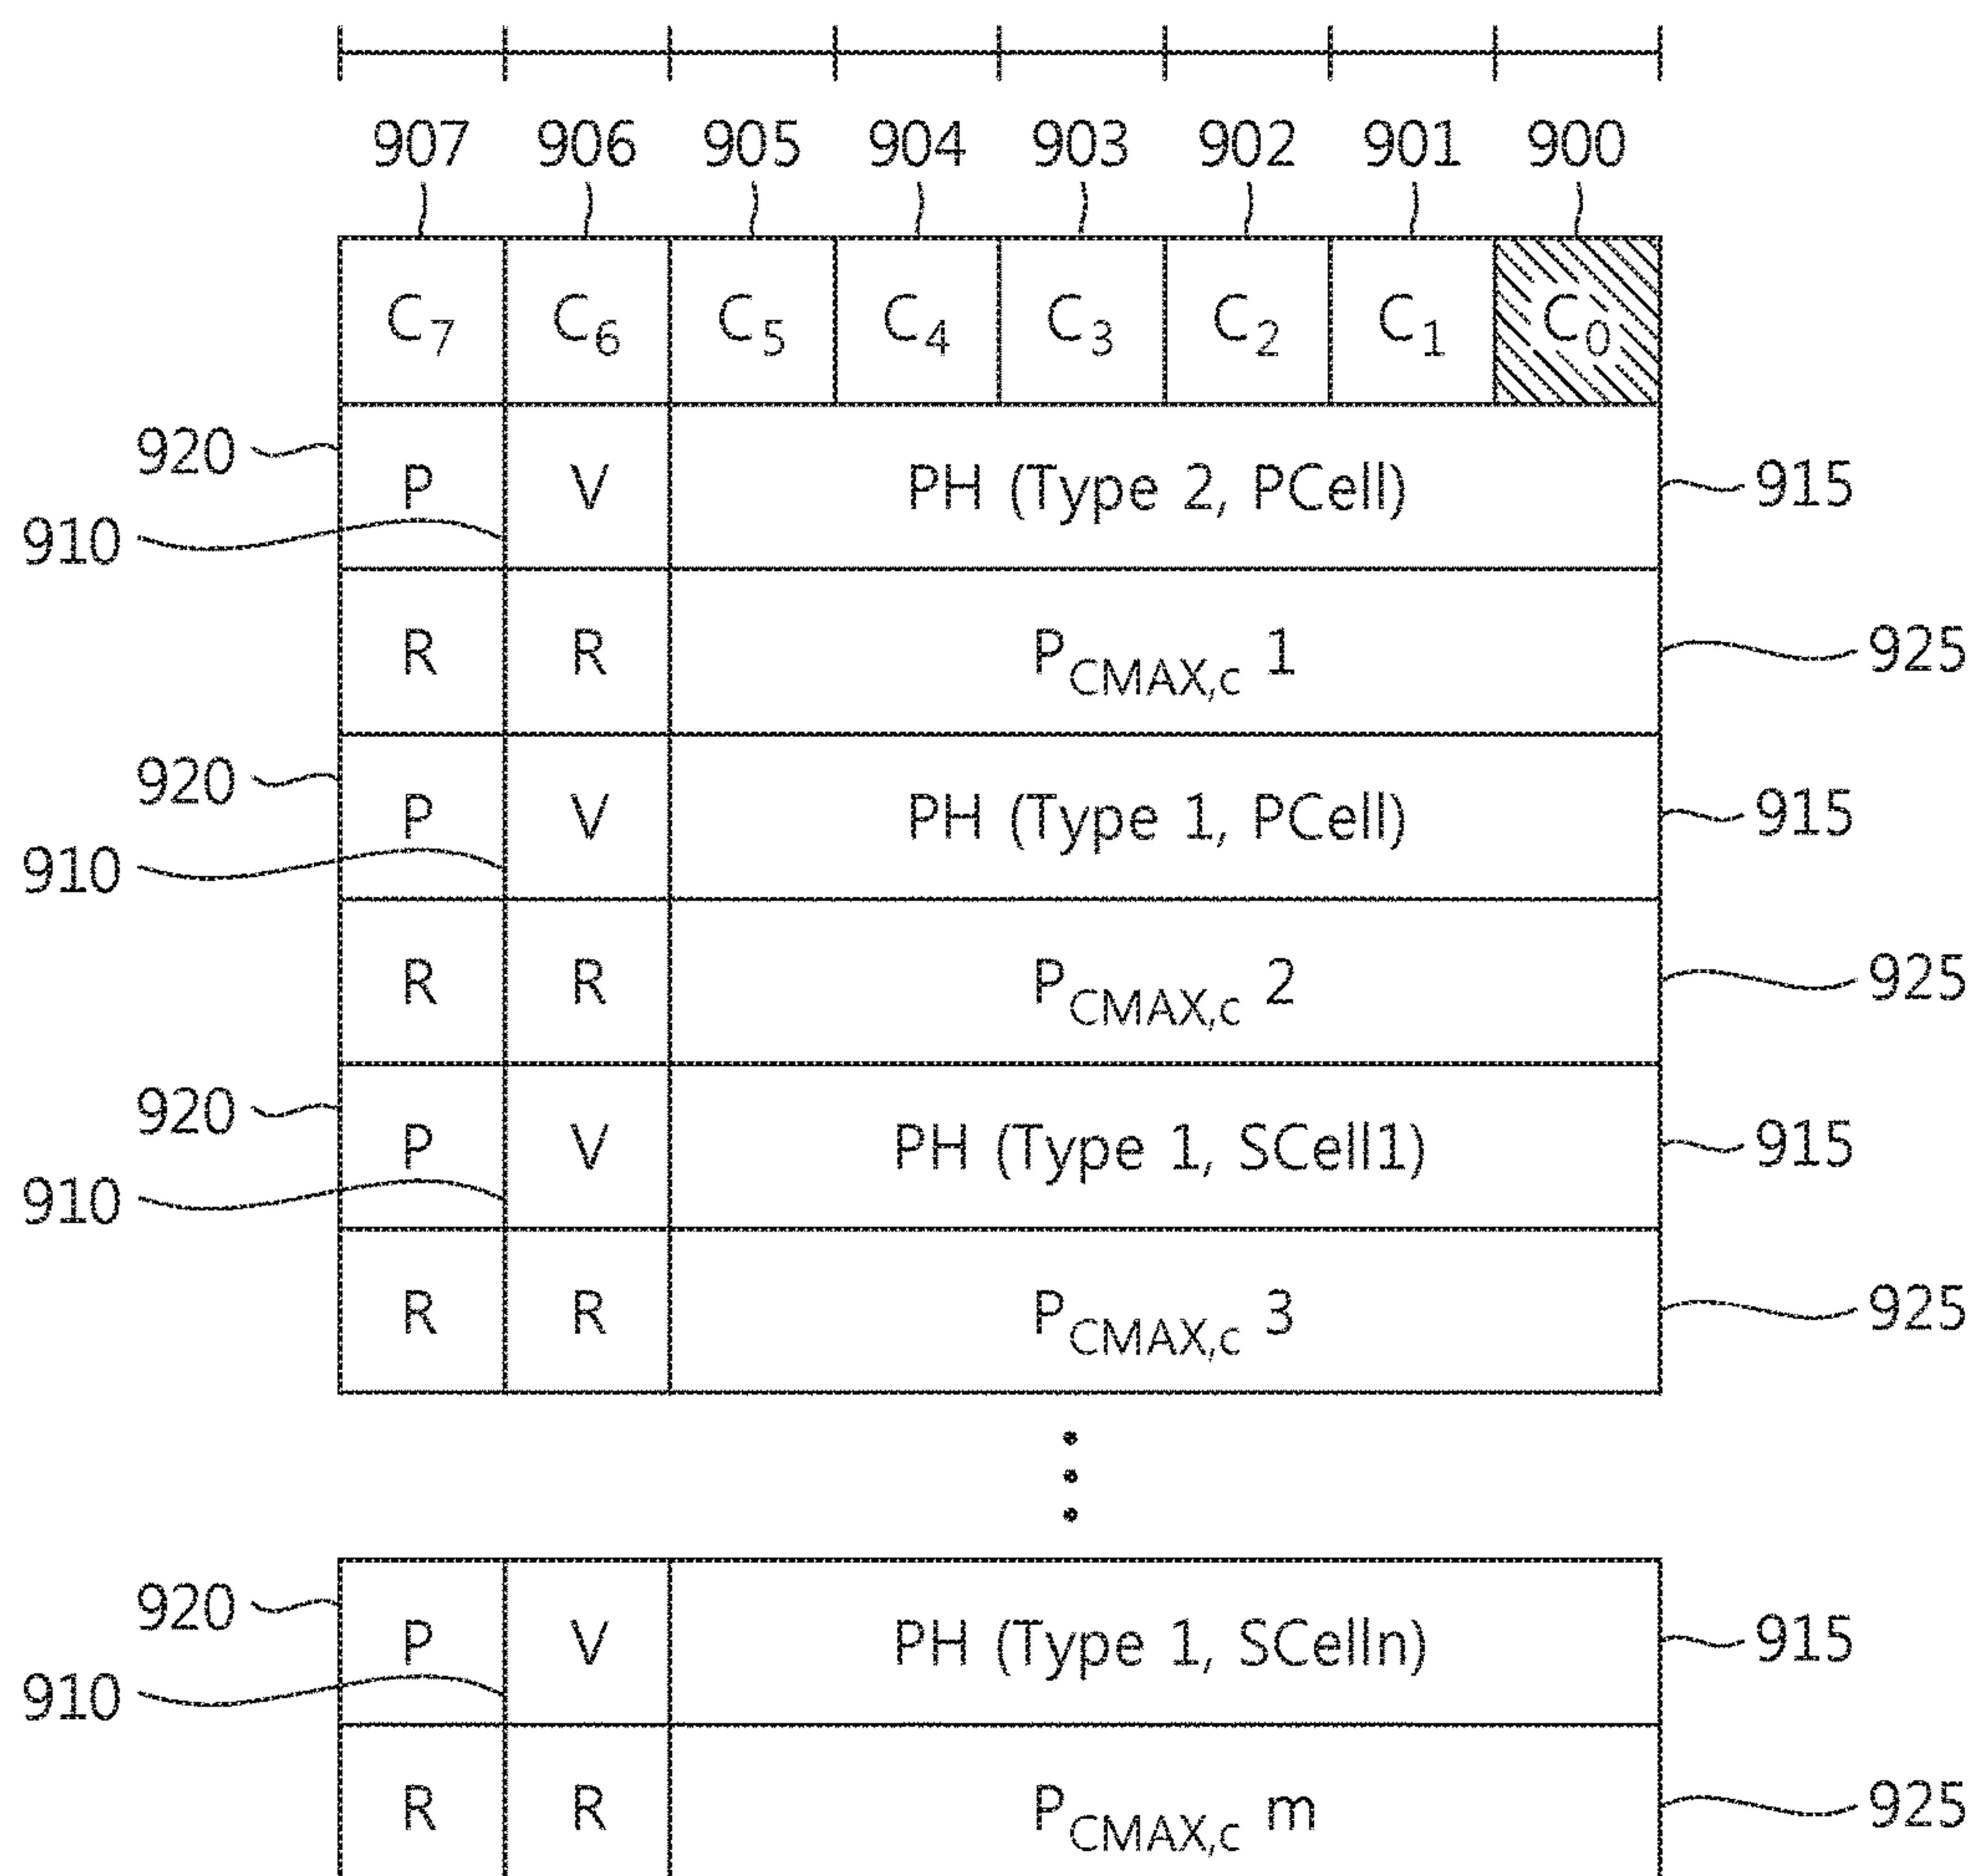 907 906 905 904 903 902 901 900
C7 C6 C5 C4 C3 C2 C1 C0
920 P V PH (Type 2, PCell) 915
910
R R PCMAX,c 1 925
920 P V PH (Type 1, PCell) 915
910
R R PCMAX,c 2 925
920 P V PH (Type 1, SCell1) 915
910
R R PCMAX,c 3 925
920 P V PH (Type 1, SCelln) 915
910
R R PCMAX,c m 925